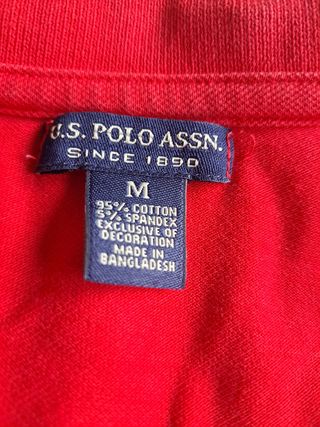 U.S. POLO ASSN.
SINCE 1890
M
95% COTTON
5% SPANDEX
EXCLUSIVE OF
DECORATION
MADE IN
BANGLADESH